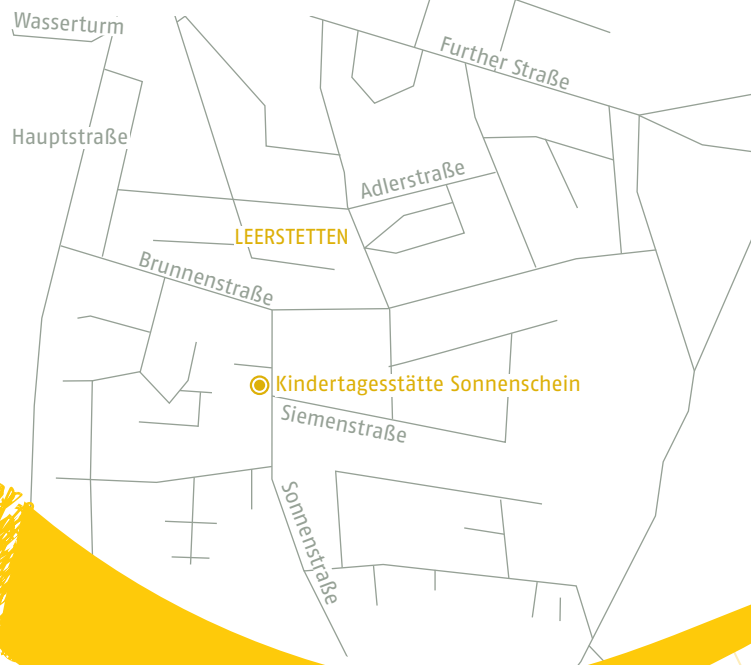 Wasserturm
Further Straße
Hauptstraße
Adlerstraße
LEERSTETTEN
Brunnenstraße
Kindertagesstätte Sonnenschein
Siemenstraße
Sonnenstraße